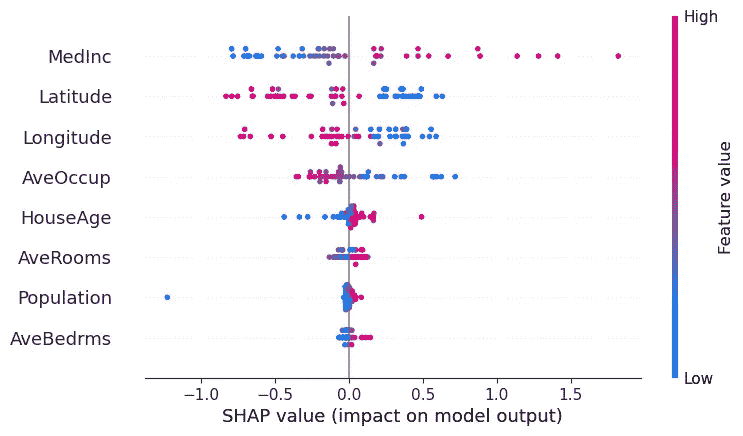 High
MedInc
Latitude
Longitude
AveOccup
HouseAge
AveRooms
Population
AveBedrms
Feature value
Low
−1.0 −0.5 0.0 0.5 1.0 1.5
SHAP value (impact on model output)